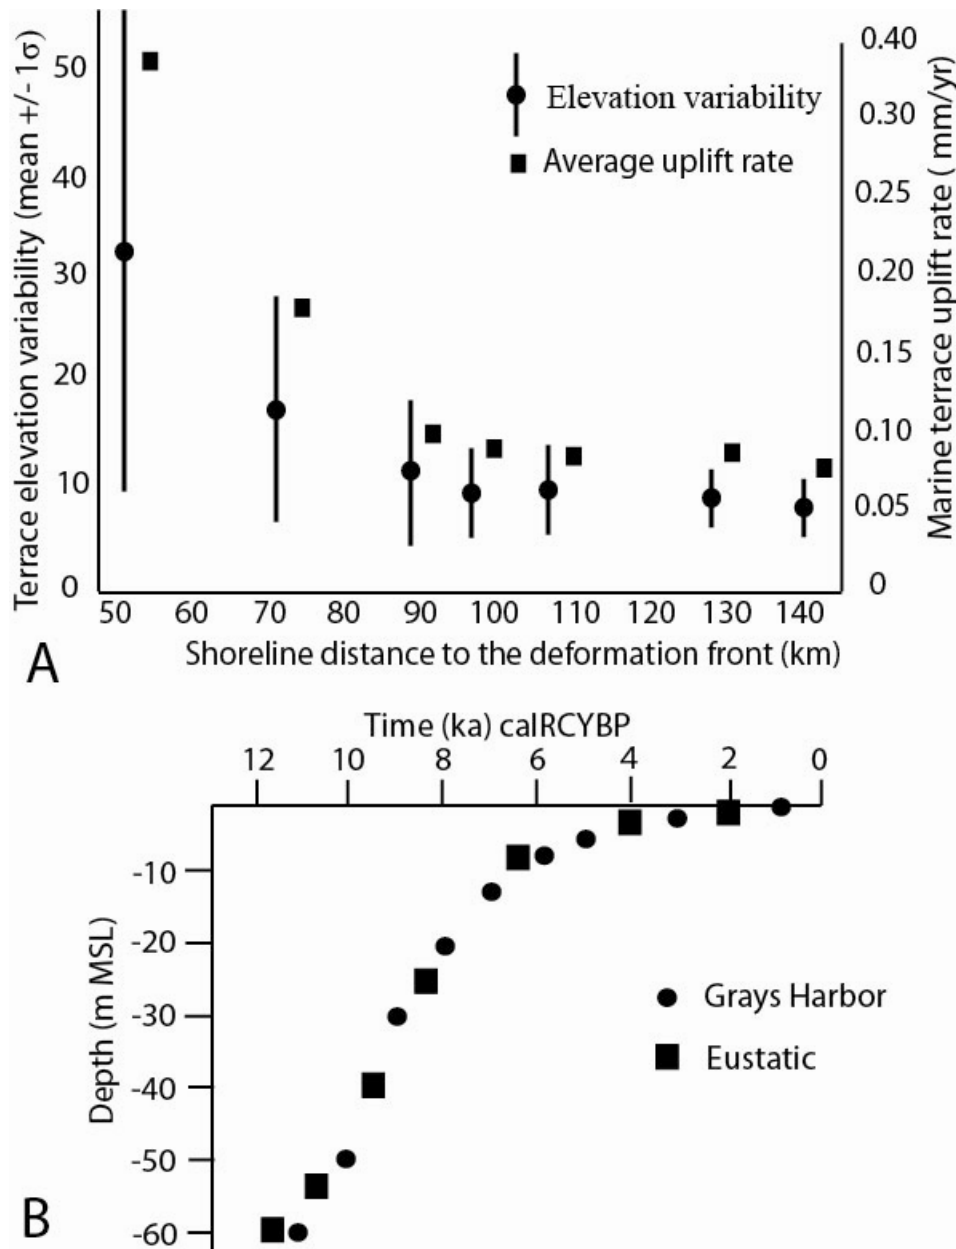 Terrace elevation variability (mean +/- 1σ)
50
40
30
20
10
0
Elevation variability
Average uplift rate
0.40
0.30
0.25
0.20
0.15
0.10
0.05
0
Marine terrace uplift rate ( mm/yr)
50 60 70 80 90 100 110 120 130 140
Shoreline distance to the deformation front (km)
A
Time (ka) calRCYBP
12 10 8 6 4 2 0
Depth (m MSL)
-10
-20
-30
-40
-50
-60
Grays Harbor
Eustatic
B